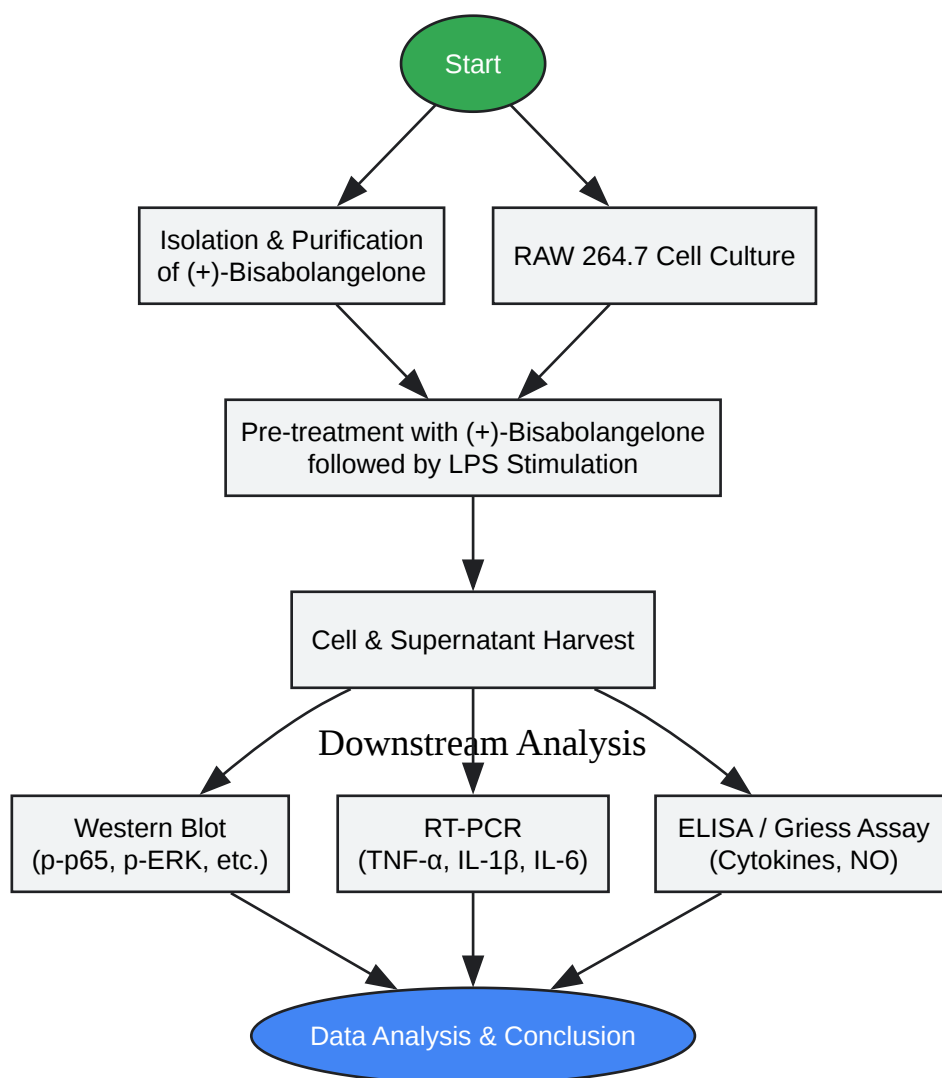 Start
Isolation & Purification
of (+)-Bisabolangelone
RAW 264.7 Cell Culture
Pre-treatment with (+)-Bisabolangelone
followed by LPS Stimulation
Cell & Supernatant Harvest
Downstream Analysis
Western Blot
(p-p65, p-ERK, etc.)
RT-PCR
(TNF-α, IL-1β, IL-6)
ELISA / Griess Assay
(Cytokines, NO)
Data Analysis & Conclusion